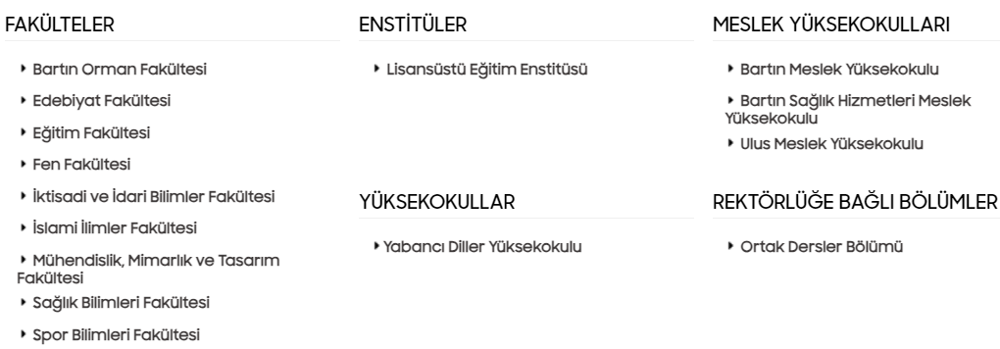 FAKÜLTELER
Bartın Orman Fakültesi
Edebiyat Fakültesi
Eğitim Fakültesi
Fen Fakültesi
İktisadi ve İdari Bilimler Fakültesi
İslami İlimler Fakültesi
Mühendislik, Mimarlık ve Tasarım
Fakültesi
Sağlık Bilimleri Fakültesi
Spor Bilimleri Fakültesi
ENSTİTÜLER
Lisansüstü Eğitim Enstitüsü
YÜKSEKOKULLAR
Yabancı Diller Yüksekokulu
MESLEK YÜKSEKOKULLARI
Bartın Meslek Yüksekokulu
Bartın Sağlık Hizmetleri Meslek
Yüksekokulu
Ulus Meslek Yüksekokulu
REKTÖRLÜĞE BAĞLI BÖLÜMLER
Ortak Dersler Bölümü